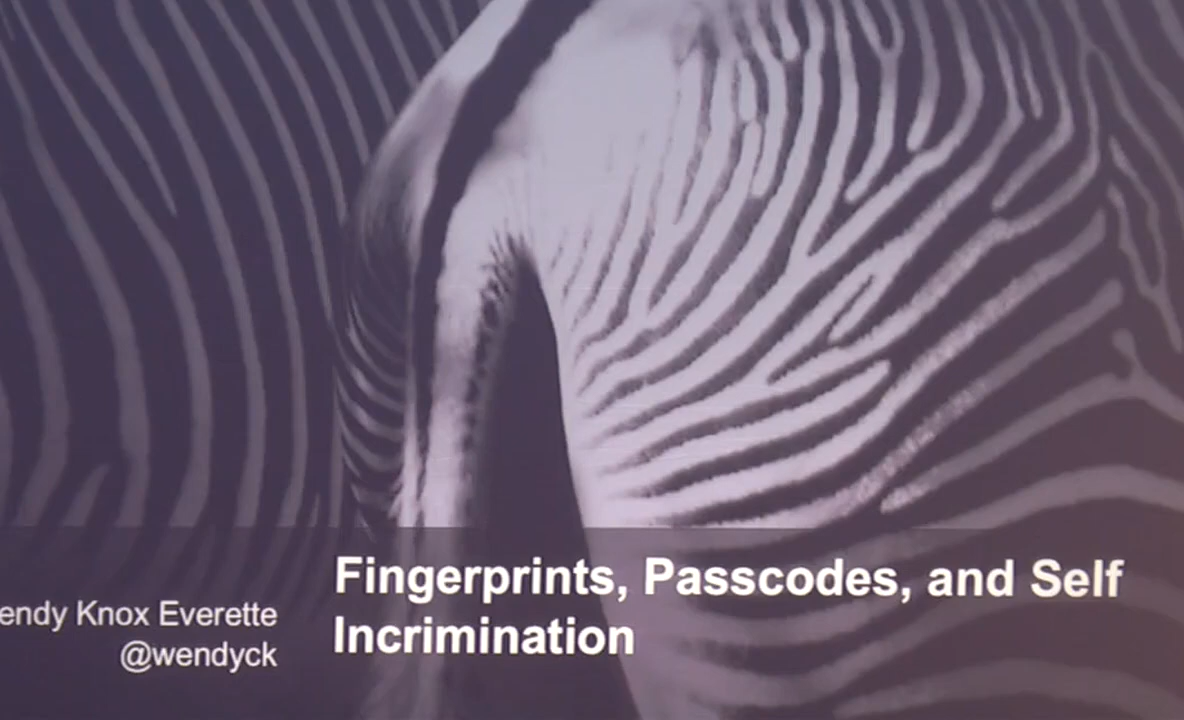 Fingerprints, Passcodes, and Self
Incrimination
endy Knox Everette
@wendyck